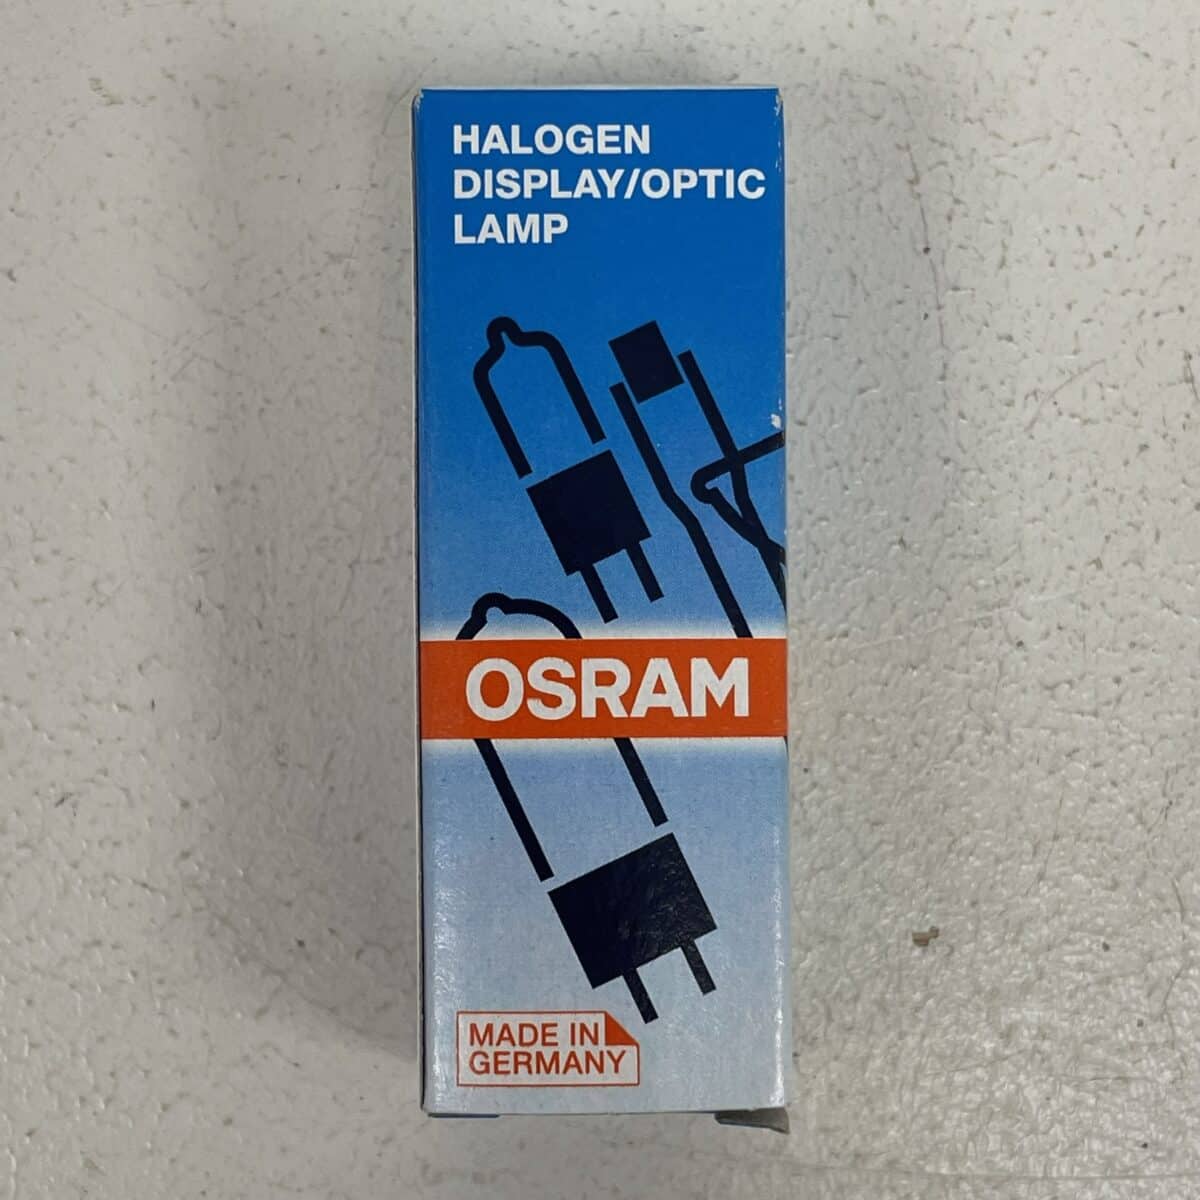 HALOGEN
DISPLAY/OPTIC
LAMP
OSRAM
MADE IN
GERMANY